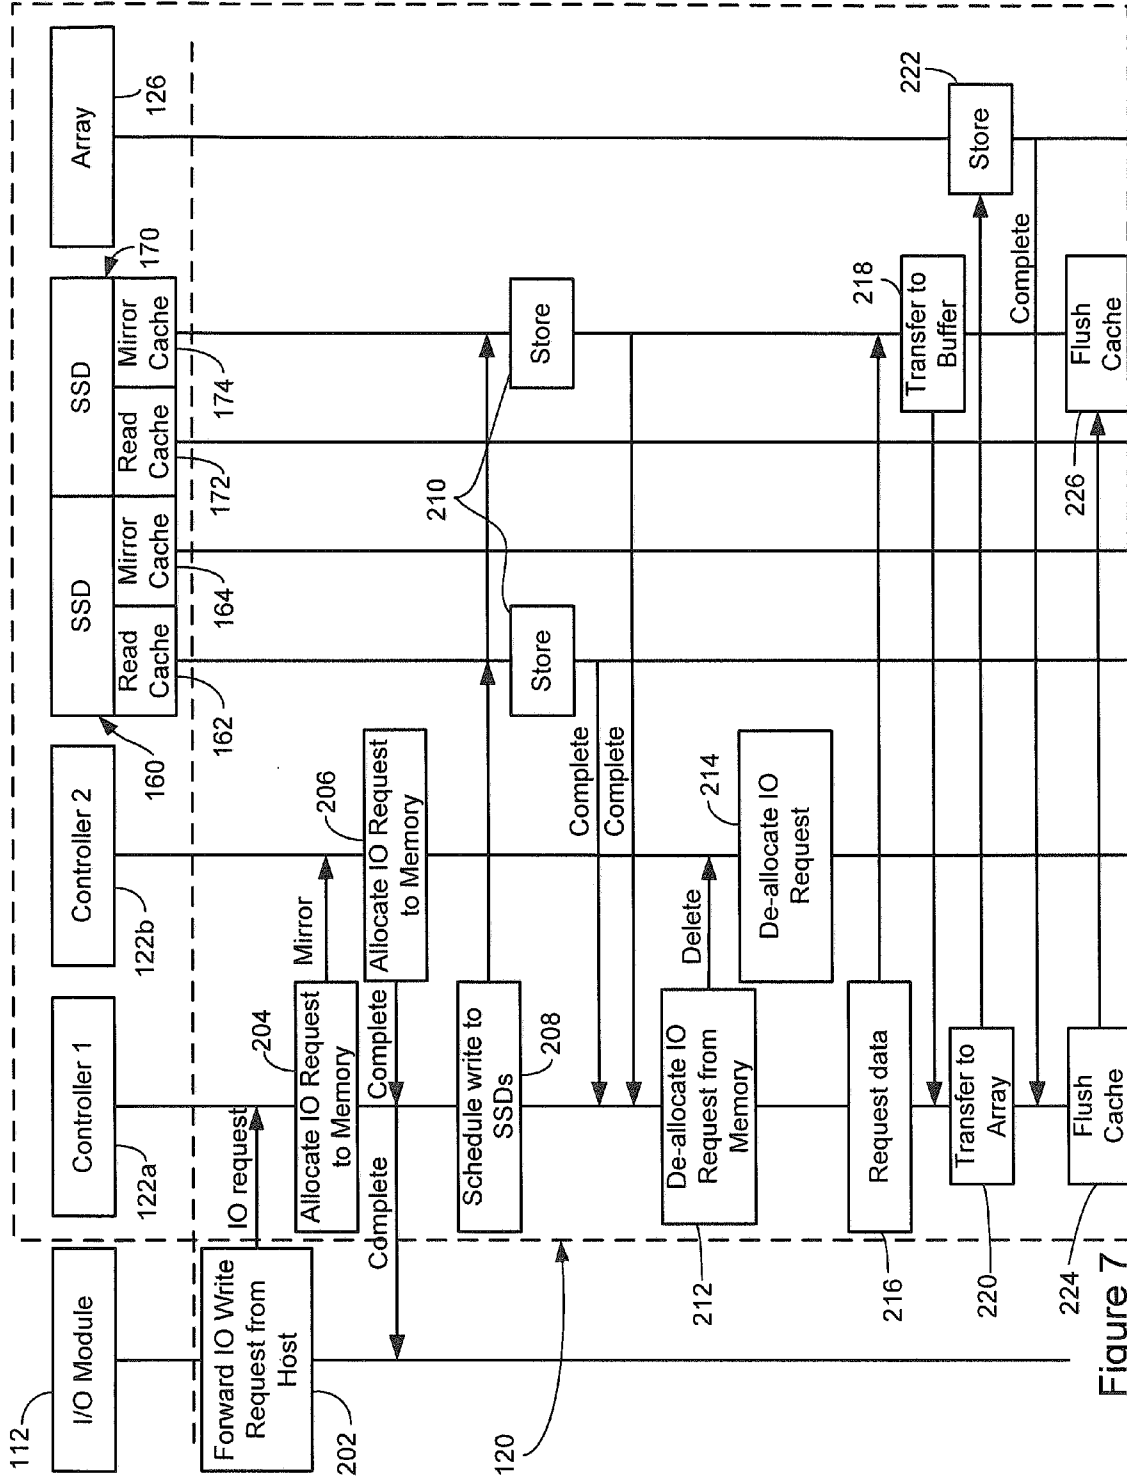 112
I/O Module
Controller 1
122a
Controller 2
122b
160
SSD
SSD
170
Read
Cache
Mirror
Cache
Read
Cache
Mirror
Cache
162
164
172
174
Array
126
Forward IO Write
Request from
Host
202
IO request
204
Allocate IO Request
to Memory
Mirror
206
Allocate IO Request
to Memory
Complete
Complete
Schedule write to
SSDs
208
210
Store
Store
Complete
Complete
120
De-allocate IO
Request from
Memory
212
Delete
214
De-allocate IO
Request
Request data
216
218
Transfer to
Buffer
Transfer to
Array
220
222
Store
Complete
Flush
Cache
224
Flush
Cache
226
Figure 7